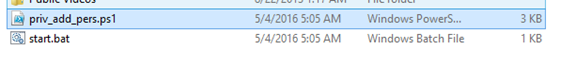 priv_add_pers.ps1 5/4/2016 5:05 AM Windows PowerS... 3 KB
start.bat 5/4/2016 5:05 AM Windows Batch File 1 KB